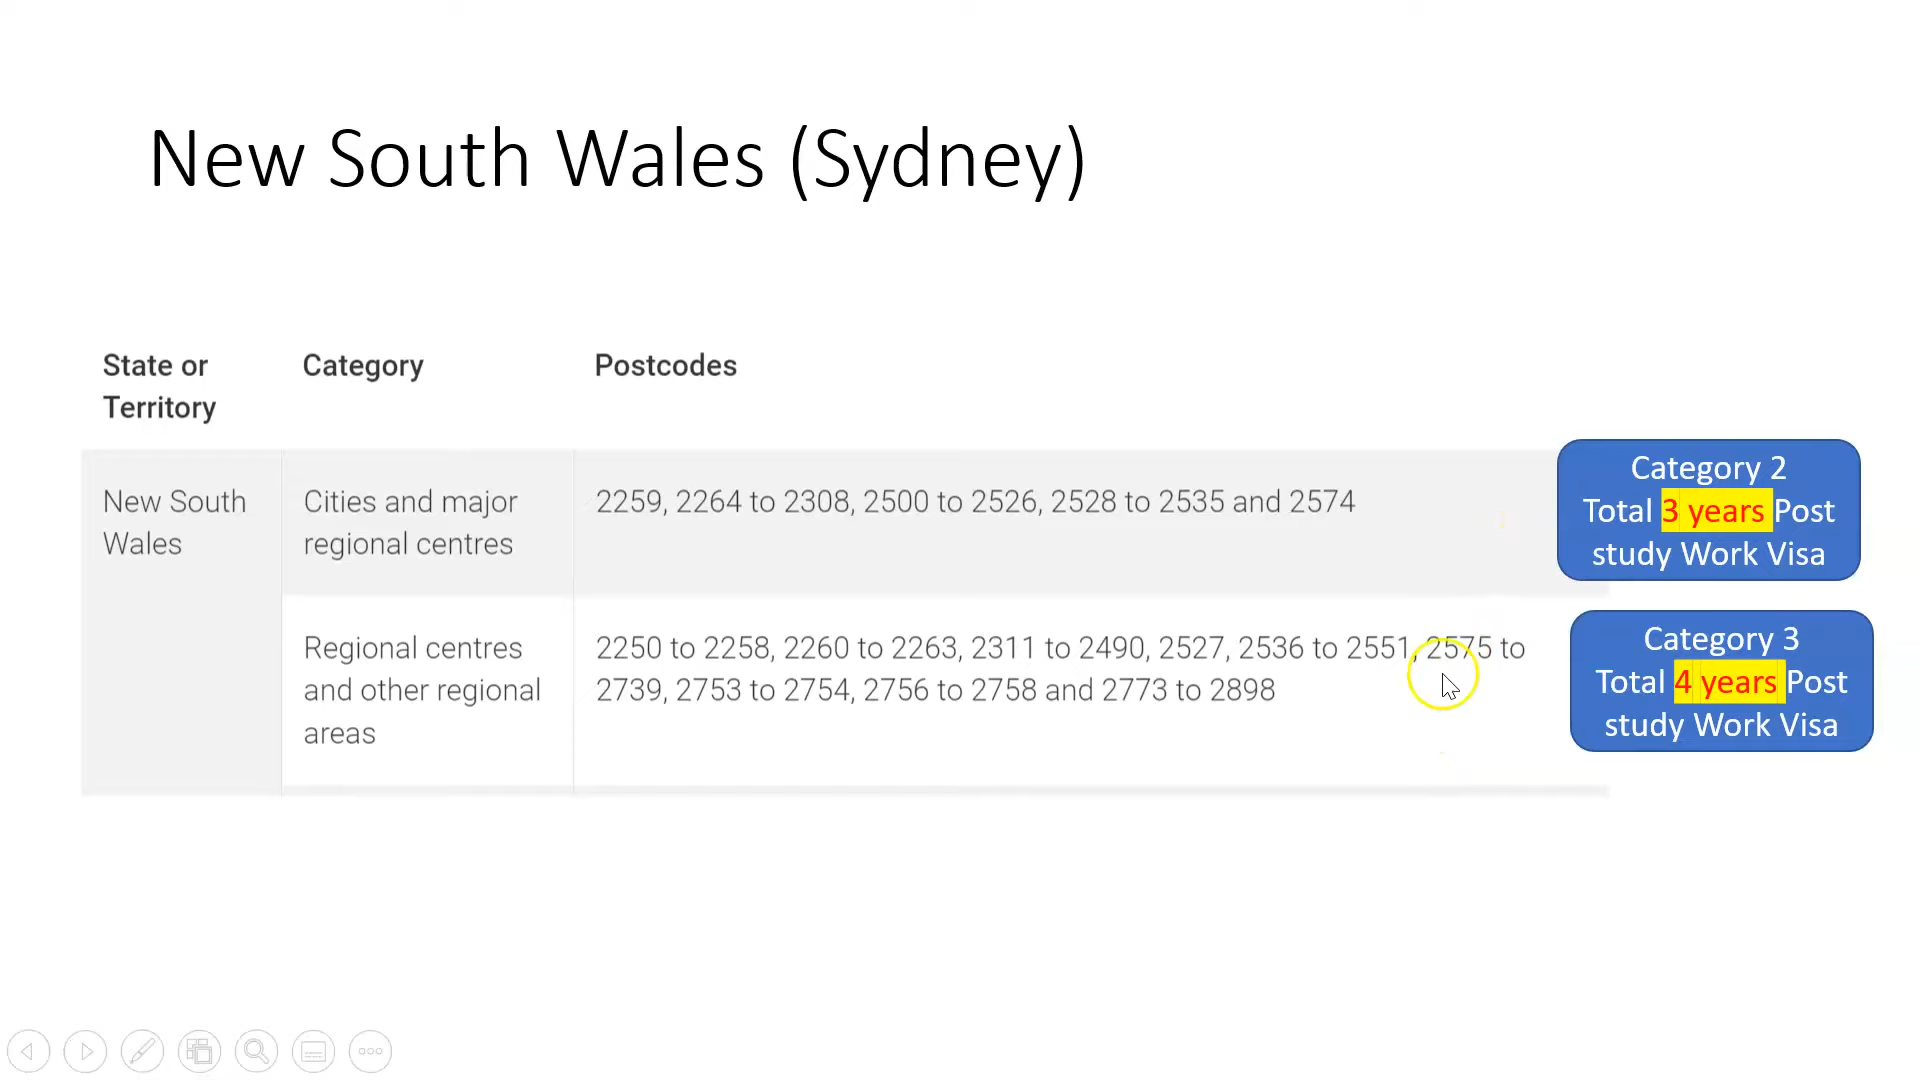 New South Wales (Sydney)
State or
Territory
Category
Postcodes
New South
Wales
Cities and major
regional centres
2259, 2264 to 2308, 2500 to 2526, 2528 to 2535 and 2574
Category 2
Total 3 years Post
study Work Visa
Regional centres
and other regional
areas
2250 to 2258, 2260 to 2263, 2311 to 2490, 2527, 2536 to 2551, 2575 to
2739, 2753 to 2754, 2756 to 2758 and 2773 to 2898
Category 3
Total 4 years Post
study Work Visa